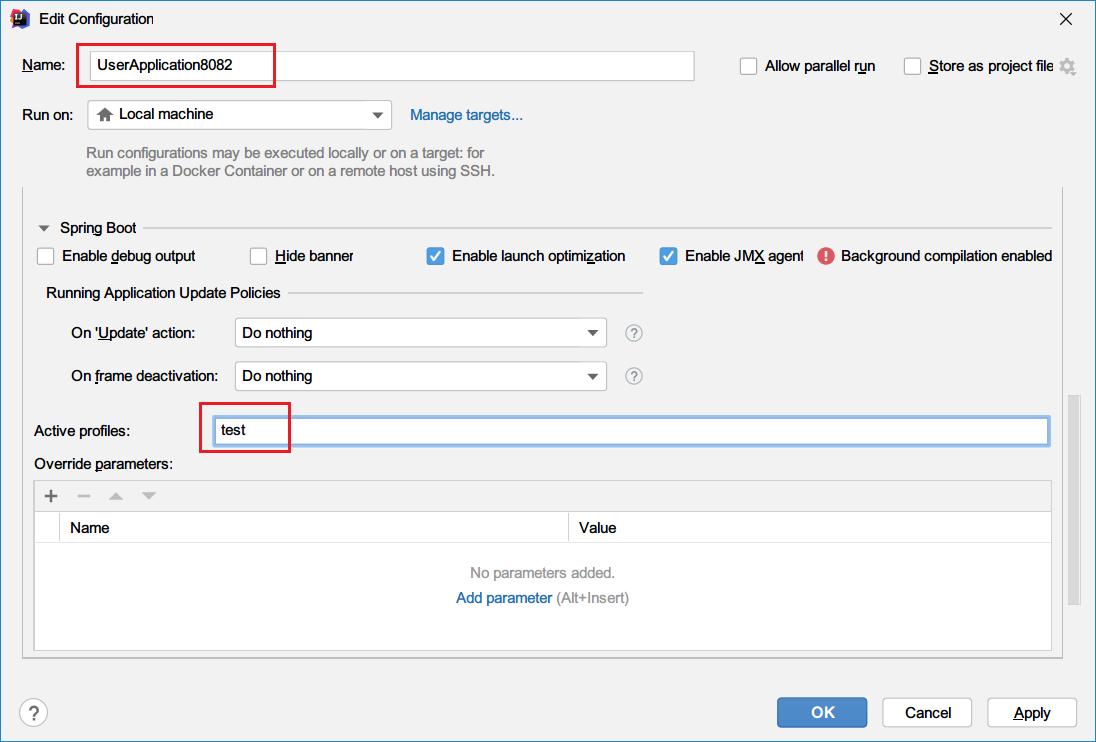 Edit Configuration
Name: UserApplication8082 Allow parallel run Store as project file
Run on: Local machine Manage targets...
Run configurations may be executed locally or on a target: for
example in a Docker Container or on a remote host using SSH.
Spring Boot
Enable debug output Hide banner Enable launch optimization Enable JMX agent Background compilation enabled
Running Application Update Policies
On 'Update' action: Do nothing ?
On frame deactivation: Do nothing ?
Active profiles: test
Override parameters:
Name Value
No parameters added.
Add parameter (Alt+Insert)
? OK Cancel Apply